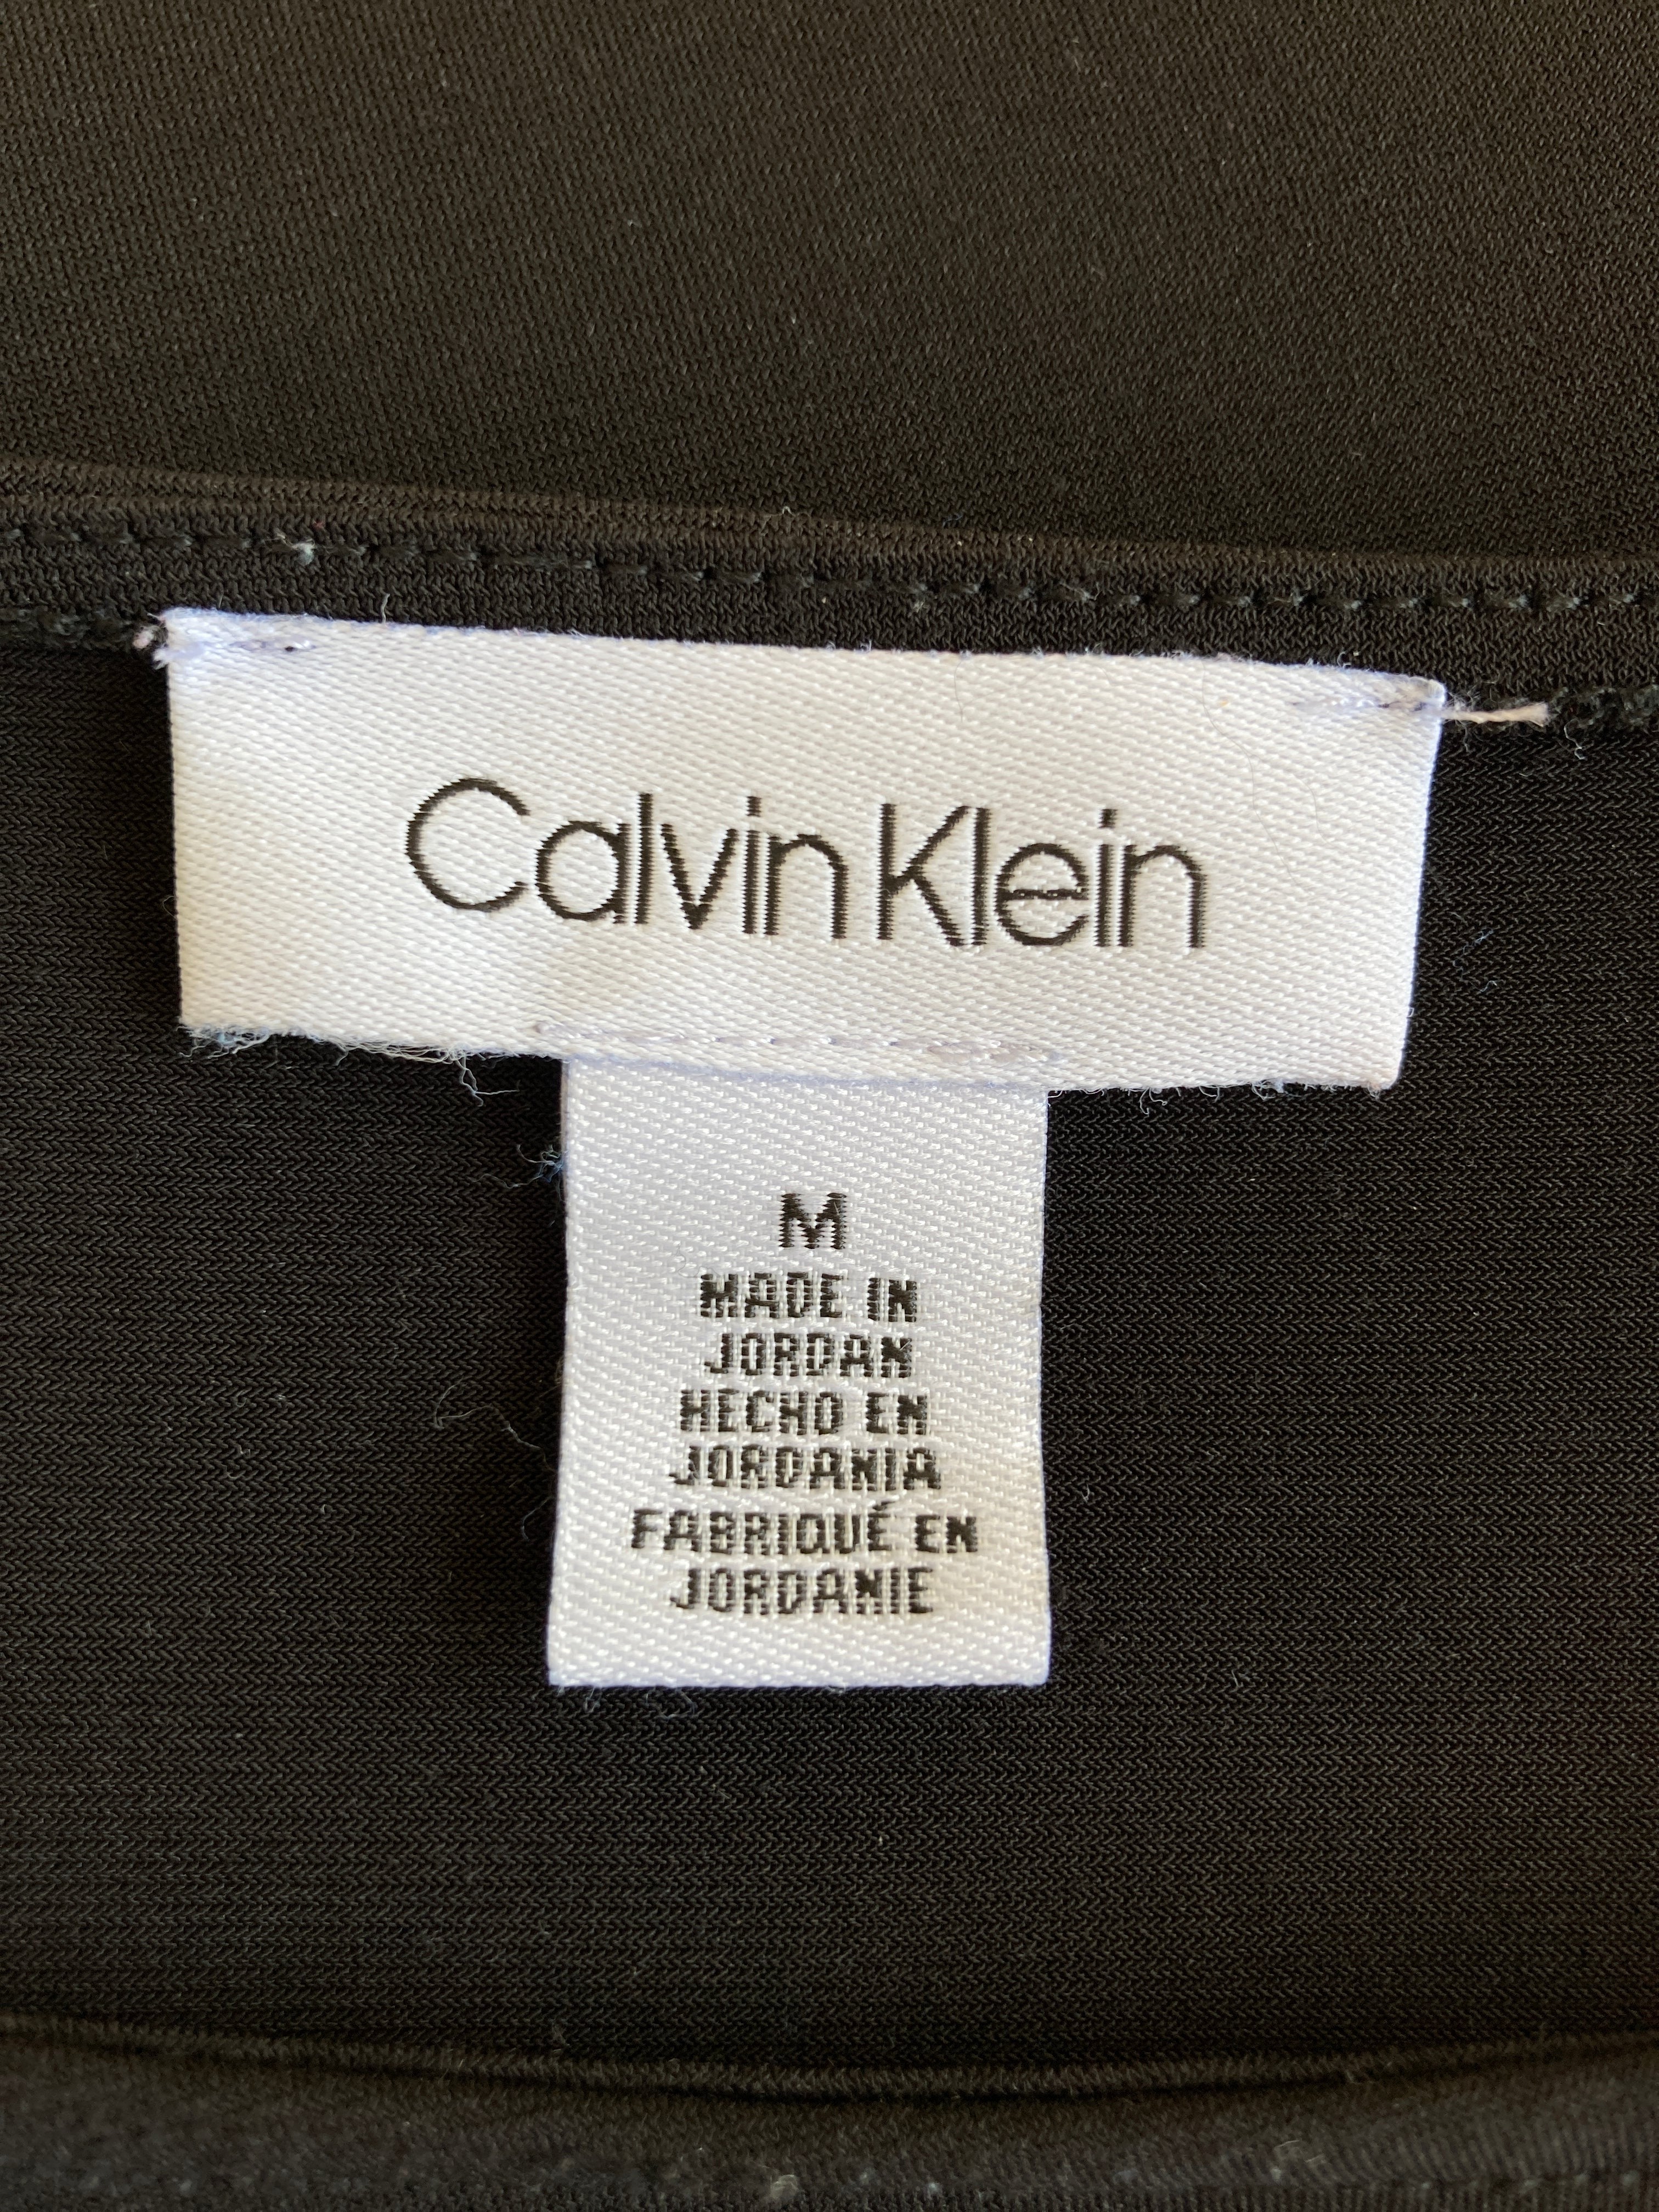 Calvin Klein
M
MADE IN
JORDAN
HECHO EN
JORDANIA
FABRIQUÉ EN
JORDANIE